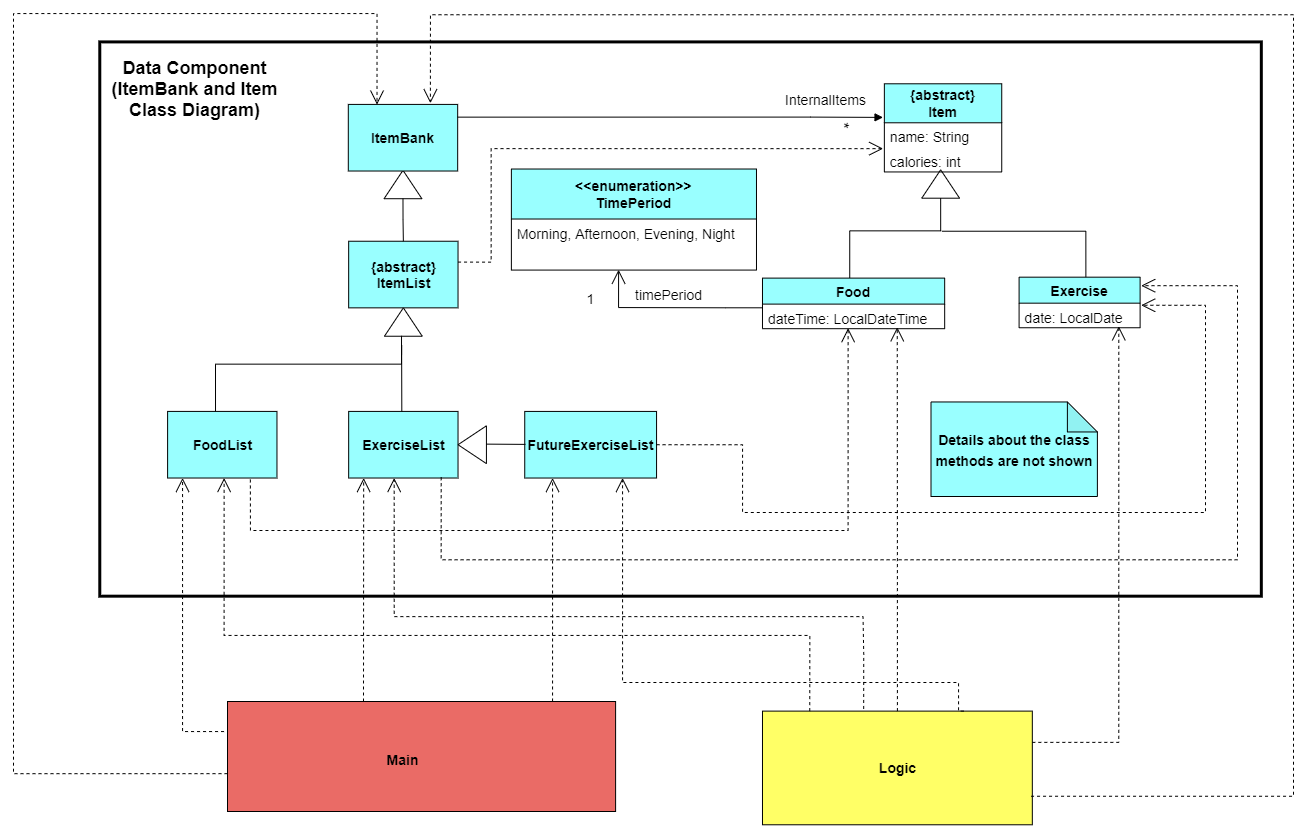 Data Component
(ItemBank and Item
Class Diagram)
ItemBank
InternalItems
*
{abstract}
Item
name: String
calories: int
<<enumeration>>
TimePeriod
Morning, Afternoon, Evening, Night
{abstract}
ItemList
1
timePeriod
Food
dateTime: LocalDateTime
Exercise
date: LocalDate
FoodList
ExerciseList
FutureExerciseList
Details about the class
methods are not shown
Main
Logic